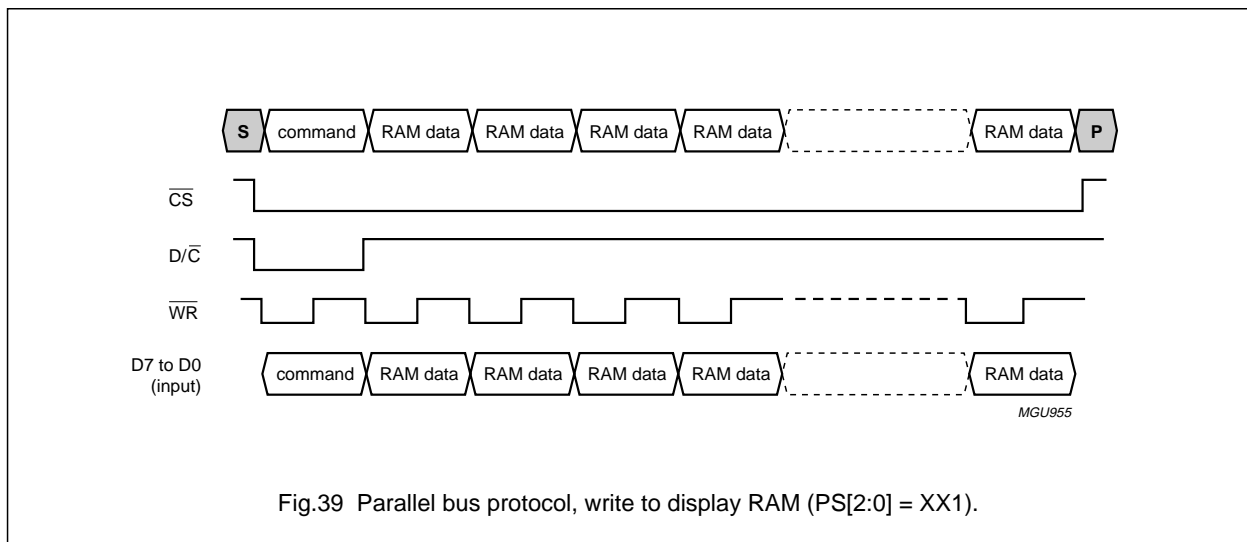 S command RAM data RAM data RAM data RAM data RAM data P
CS
D/C
WR
D7 to D0
(input)
command RAM data RAM data RAM data RAM data RAM data
MGU955
Fig.39 Parallel bus protocol, write to display RAM (PS[2:0] = XX1).